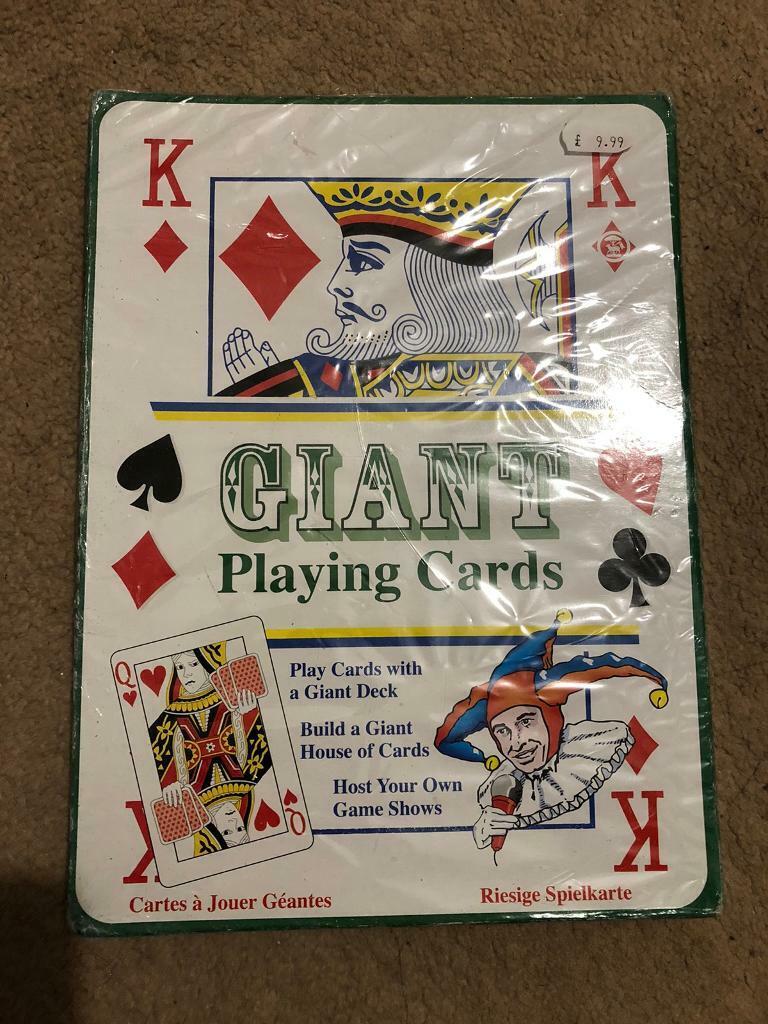 £ 9.99
K
K
GIANT
Playing Cards
Q
Play Cards with
a Giant Deck
Build a Giant
House of Cards
Host Your Own
Game Shows
Q
K
K
Cartes à Jouer Géantes
Riesige Spielkarte